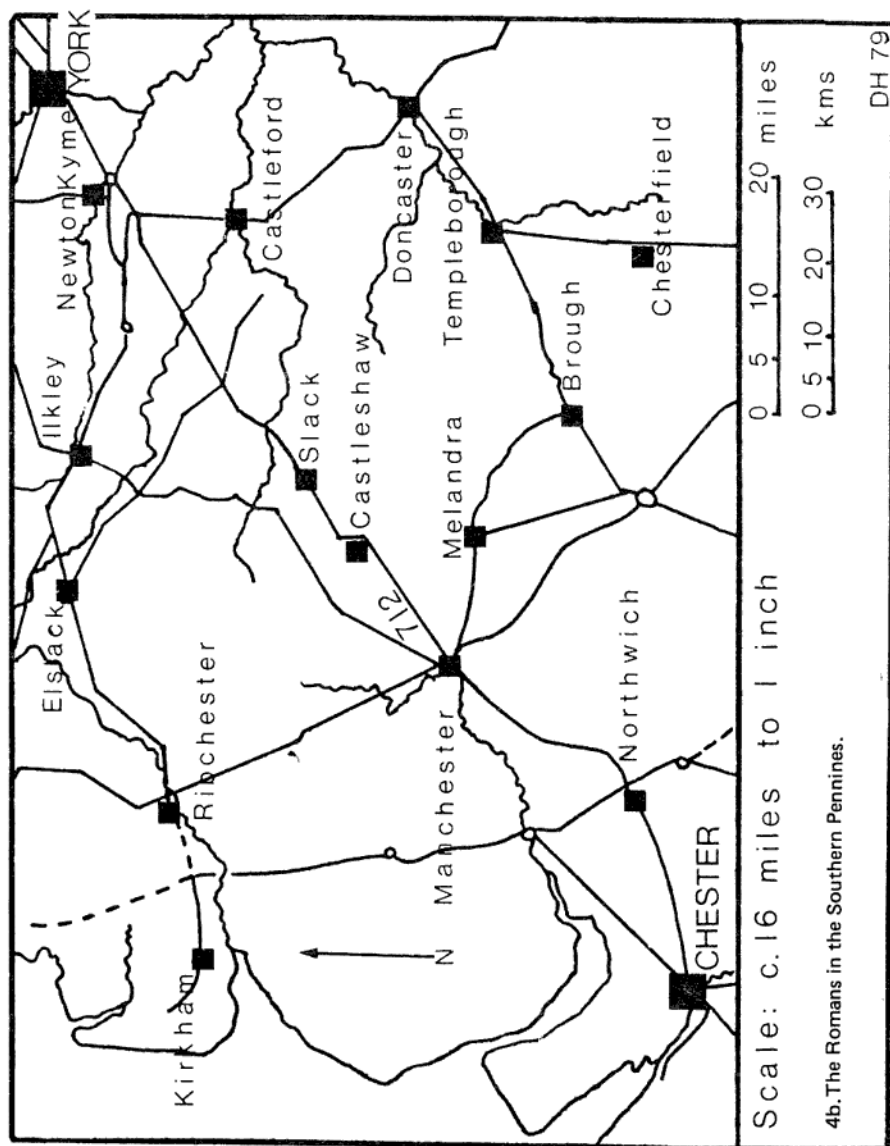 YORK
Newton Kyme
Ilkley
Elslack
Ribchester
Kirkham
Castleford
Slack
Castleshaw
712
Doncaster
Templeborough
Melandra
Manchester
N
Brough
Chesterfield
Northwich
CHESTER
Scale: c.16 miles to 1 inch
0 5 10 20 miles
0 5 10 20 30 kms
4b. The Romans in the Southern Pennines.
DH 79